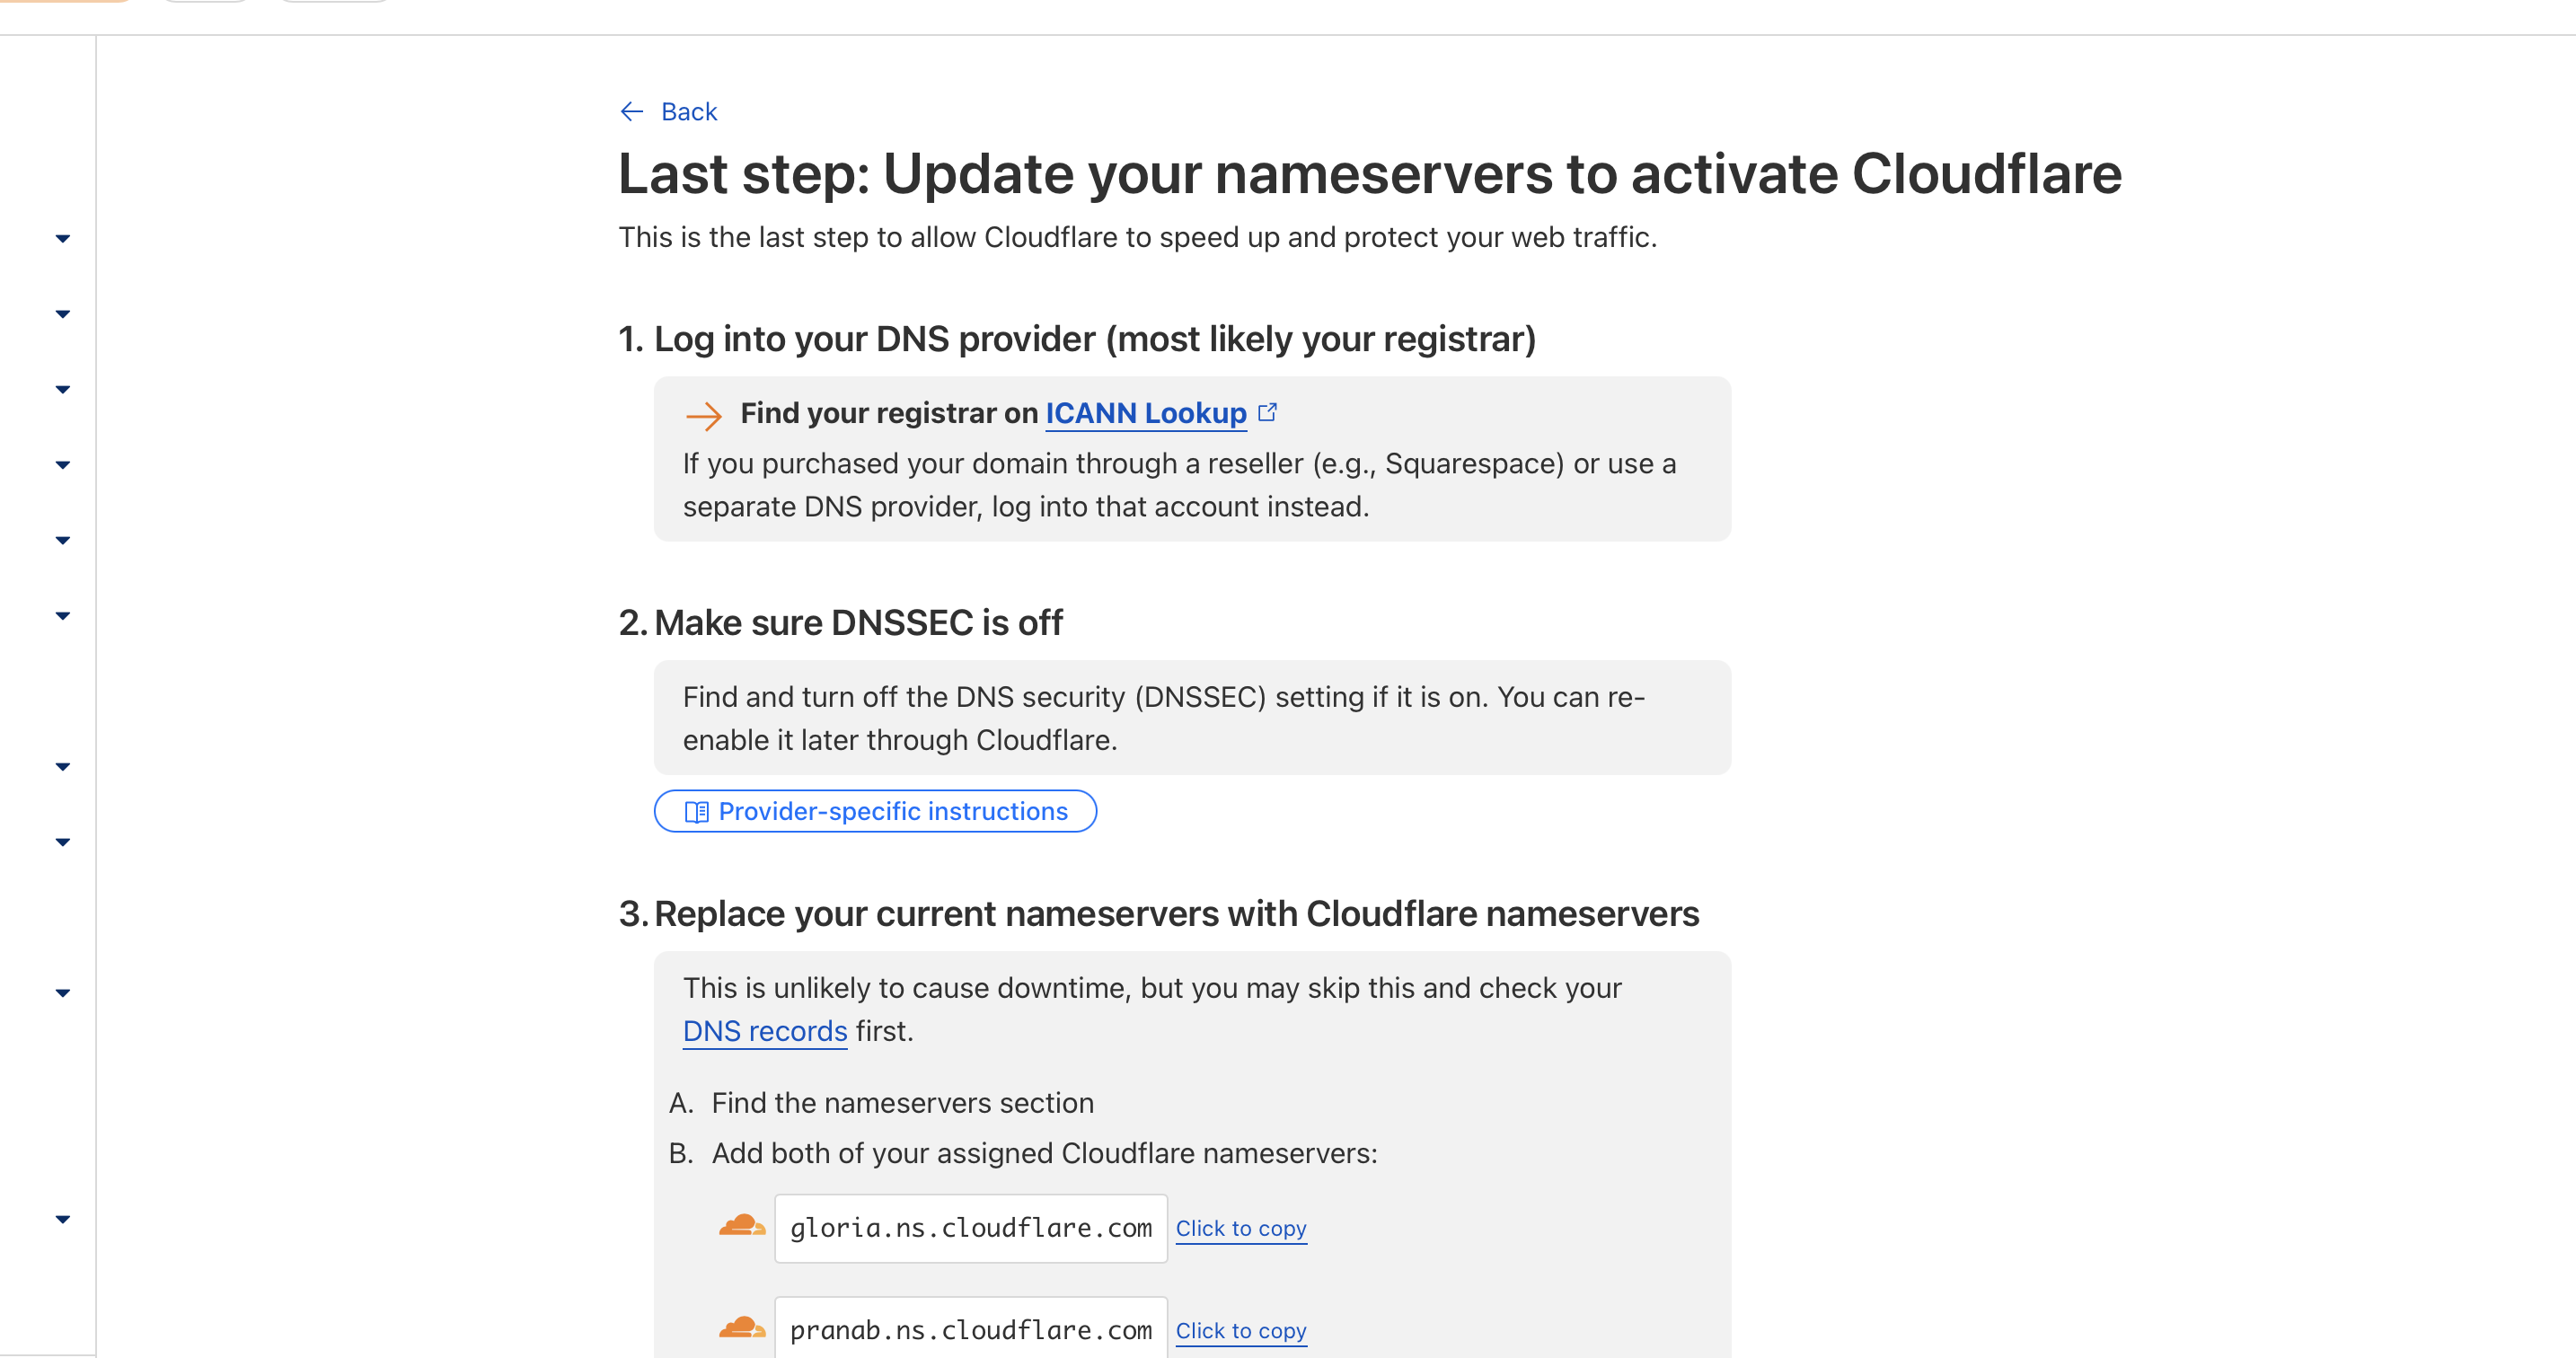 Back
Last step: Update your nameservers to activate Cloudflare
This is the last step to allow Cloudflare to speed up and protect your web traffic.
1. Log into your DNS provider (most likely your registrar)
Find your registrar on ICANN Lookup
If you purchased your domain through a reseller (e.g., Squarespace) or use a
separate DNS provider, log into that account instead.
2. Make sure DNSSEC is off
Find and turn off the DNS security (DNSSEC) setting if it is on. You can re-
enable it later through Cloudflare.
Provider-specific instructions
3. Replace your current nameservers with Cloudflare nameservers
This is unlikely to cause downtime, but you may skip this and check your
DNS records first.
A. Find the nameservers section
B. Add both of your assigned Cloudflare nameservers:
gloria.ns.cloudflare.com Click to copy
pranab.ns.cloudflare.com Click to copy